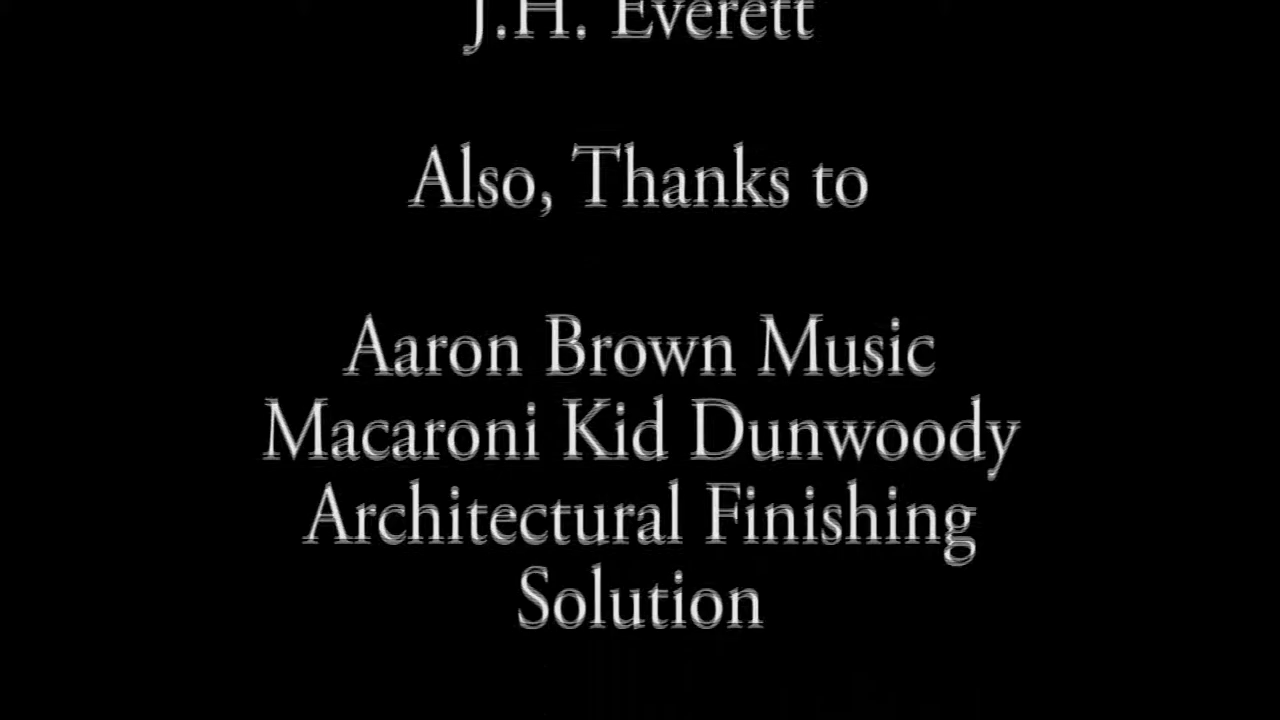 J.H. Everett
Also, Thanks to
Aaron Brown Music
Macaroni Kid Dunwoody
Architectural Finishing
Solution